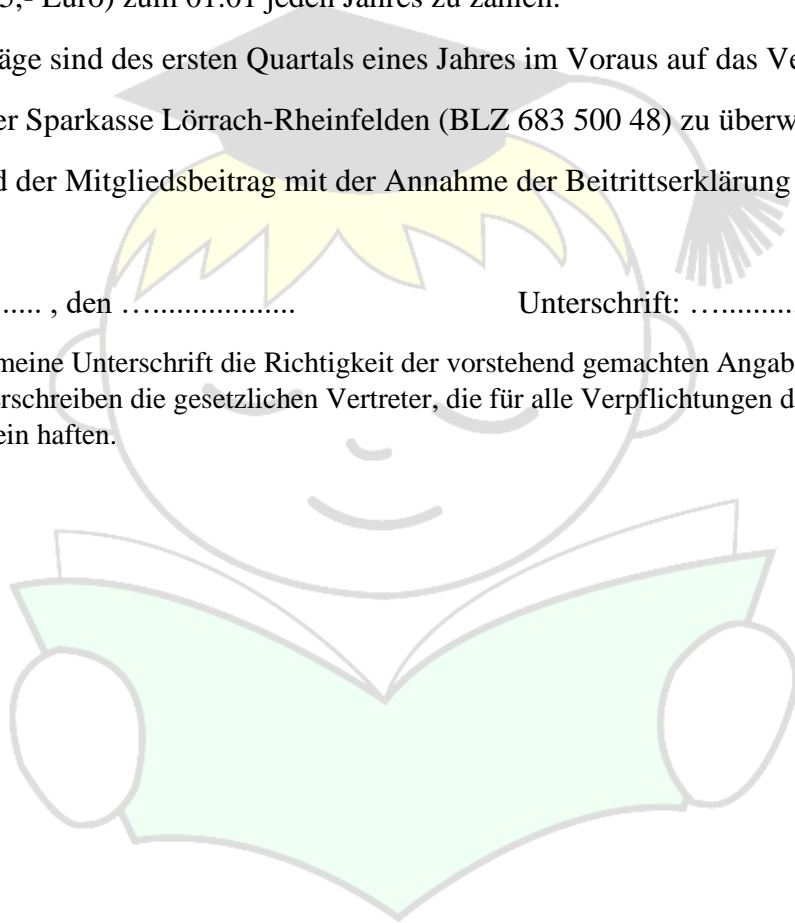 5,- Euro) zum 01.01 jeden Jahres zu zahlen.
äge sind des ersten Quartals eines Jahres im Voraus auf das Ve
er Sparkasse Lörrach-Rheinfelden (BLZ 683 500 48) zu überw
d der Mitgliedsbeitrag mit der Annahme der Beitrittserklärung
...... , den ….................. Unterschrift: …..........
meine Unterschrift die Richtigkeit der vorstehend gemachten Angab
erschreiben die gesetzlichen Vertreter, die für alle Verpflichtungen d
ein haften.